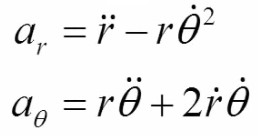 a_r = r̈ − rθ̇²
a_θ = rθ̈ + 2ṙθ̇